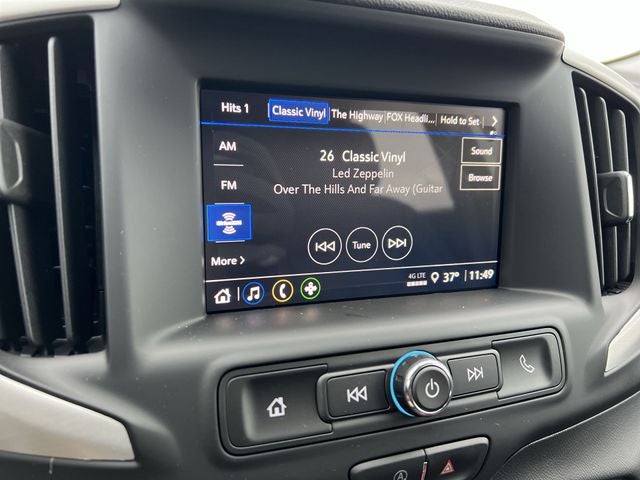 Hits 1 Classic Vinyl The Highway FOX Headli... Hold to Set
AM
26 Classic Vinyl
Sound
Led Zeppelin
FM
Over The Hills And Far Away (Guitar
Browse
SiriusXM
Tune
More
4G LTE 37° 11:49